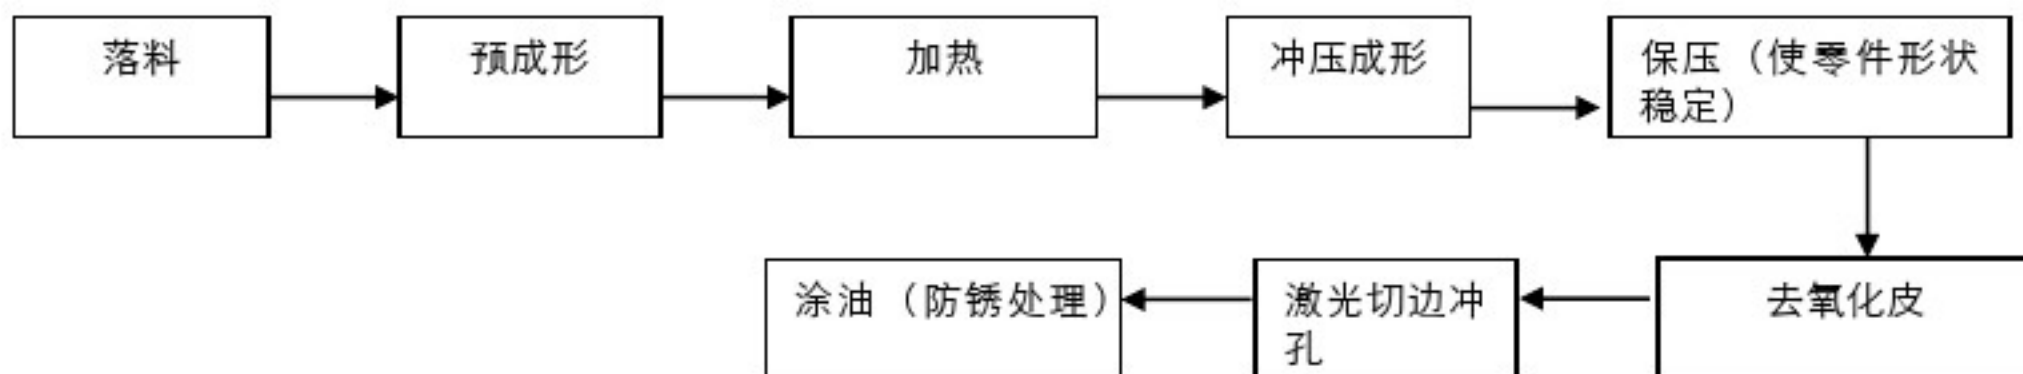 落料
预成形
加热
冲压成形
保压（使零件形状
稳定）
去氧化皮
激光切边冲
孔
涂油（防锈处理）